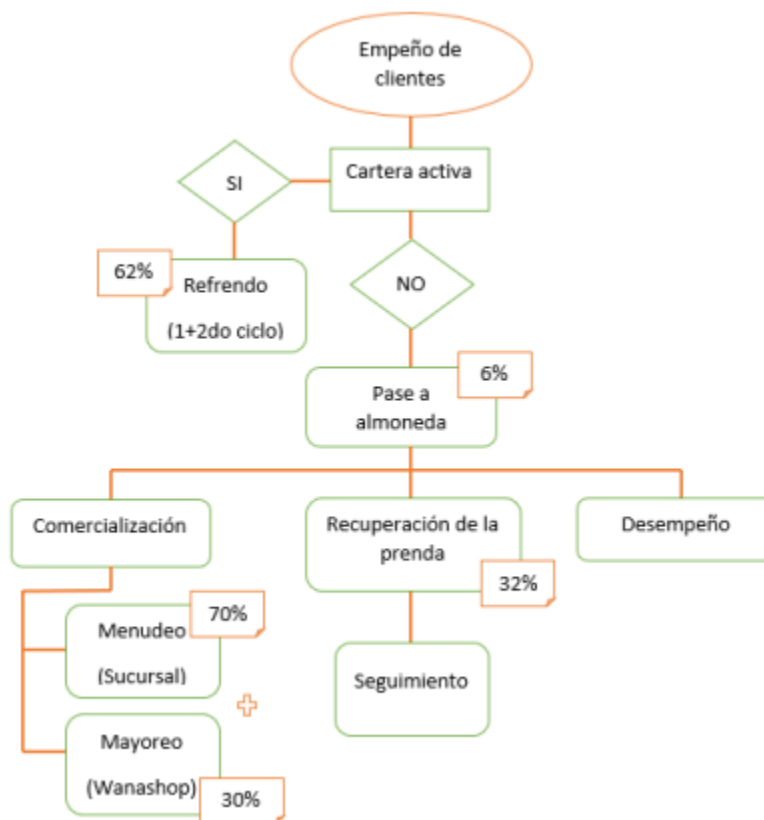 Empeño de
clientes
Cartera activa
SI
NO
62%
Refrendo
(1+2do ciclo)
6%
Pase a
almoneda
Comercialización
Recuperación de la
prenda
32%
Desempeño
70%
Menudeo
(Sucursal)
Seguimiento
Mayoreo
(Wanashop)
30%